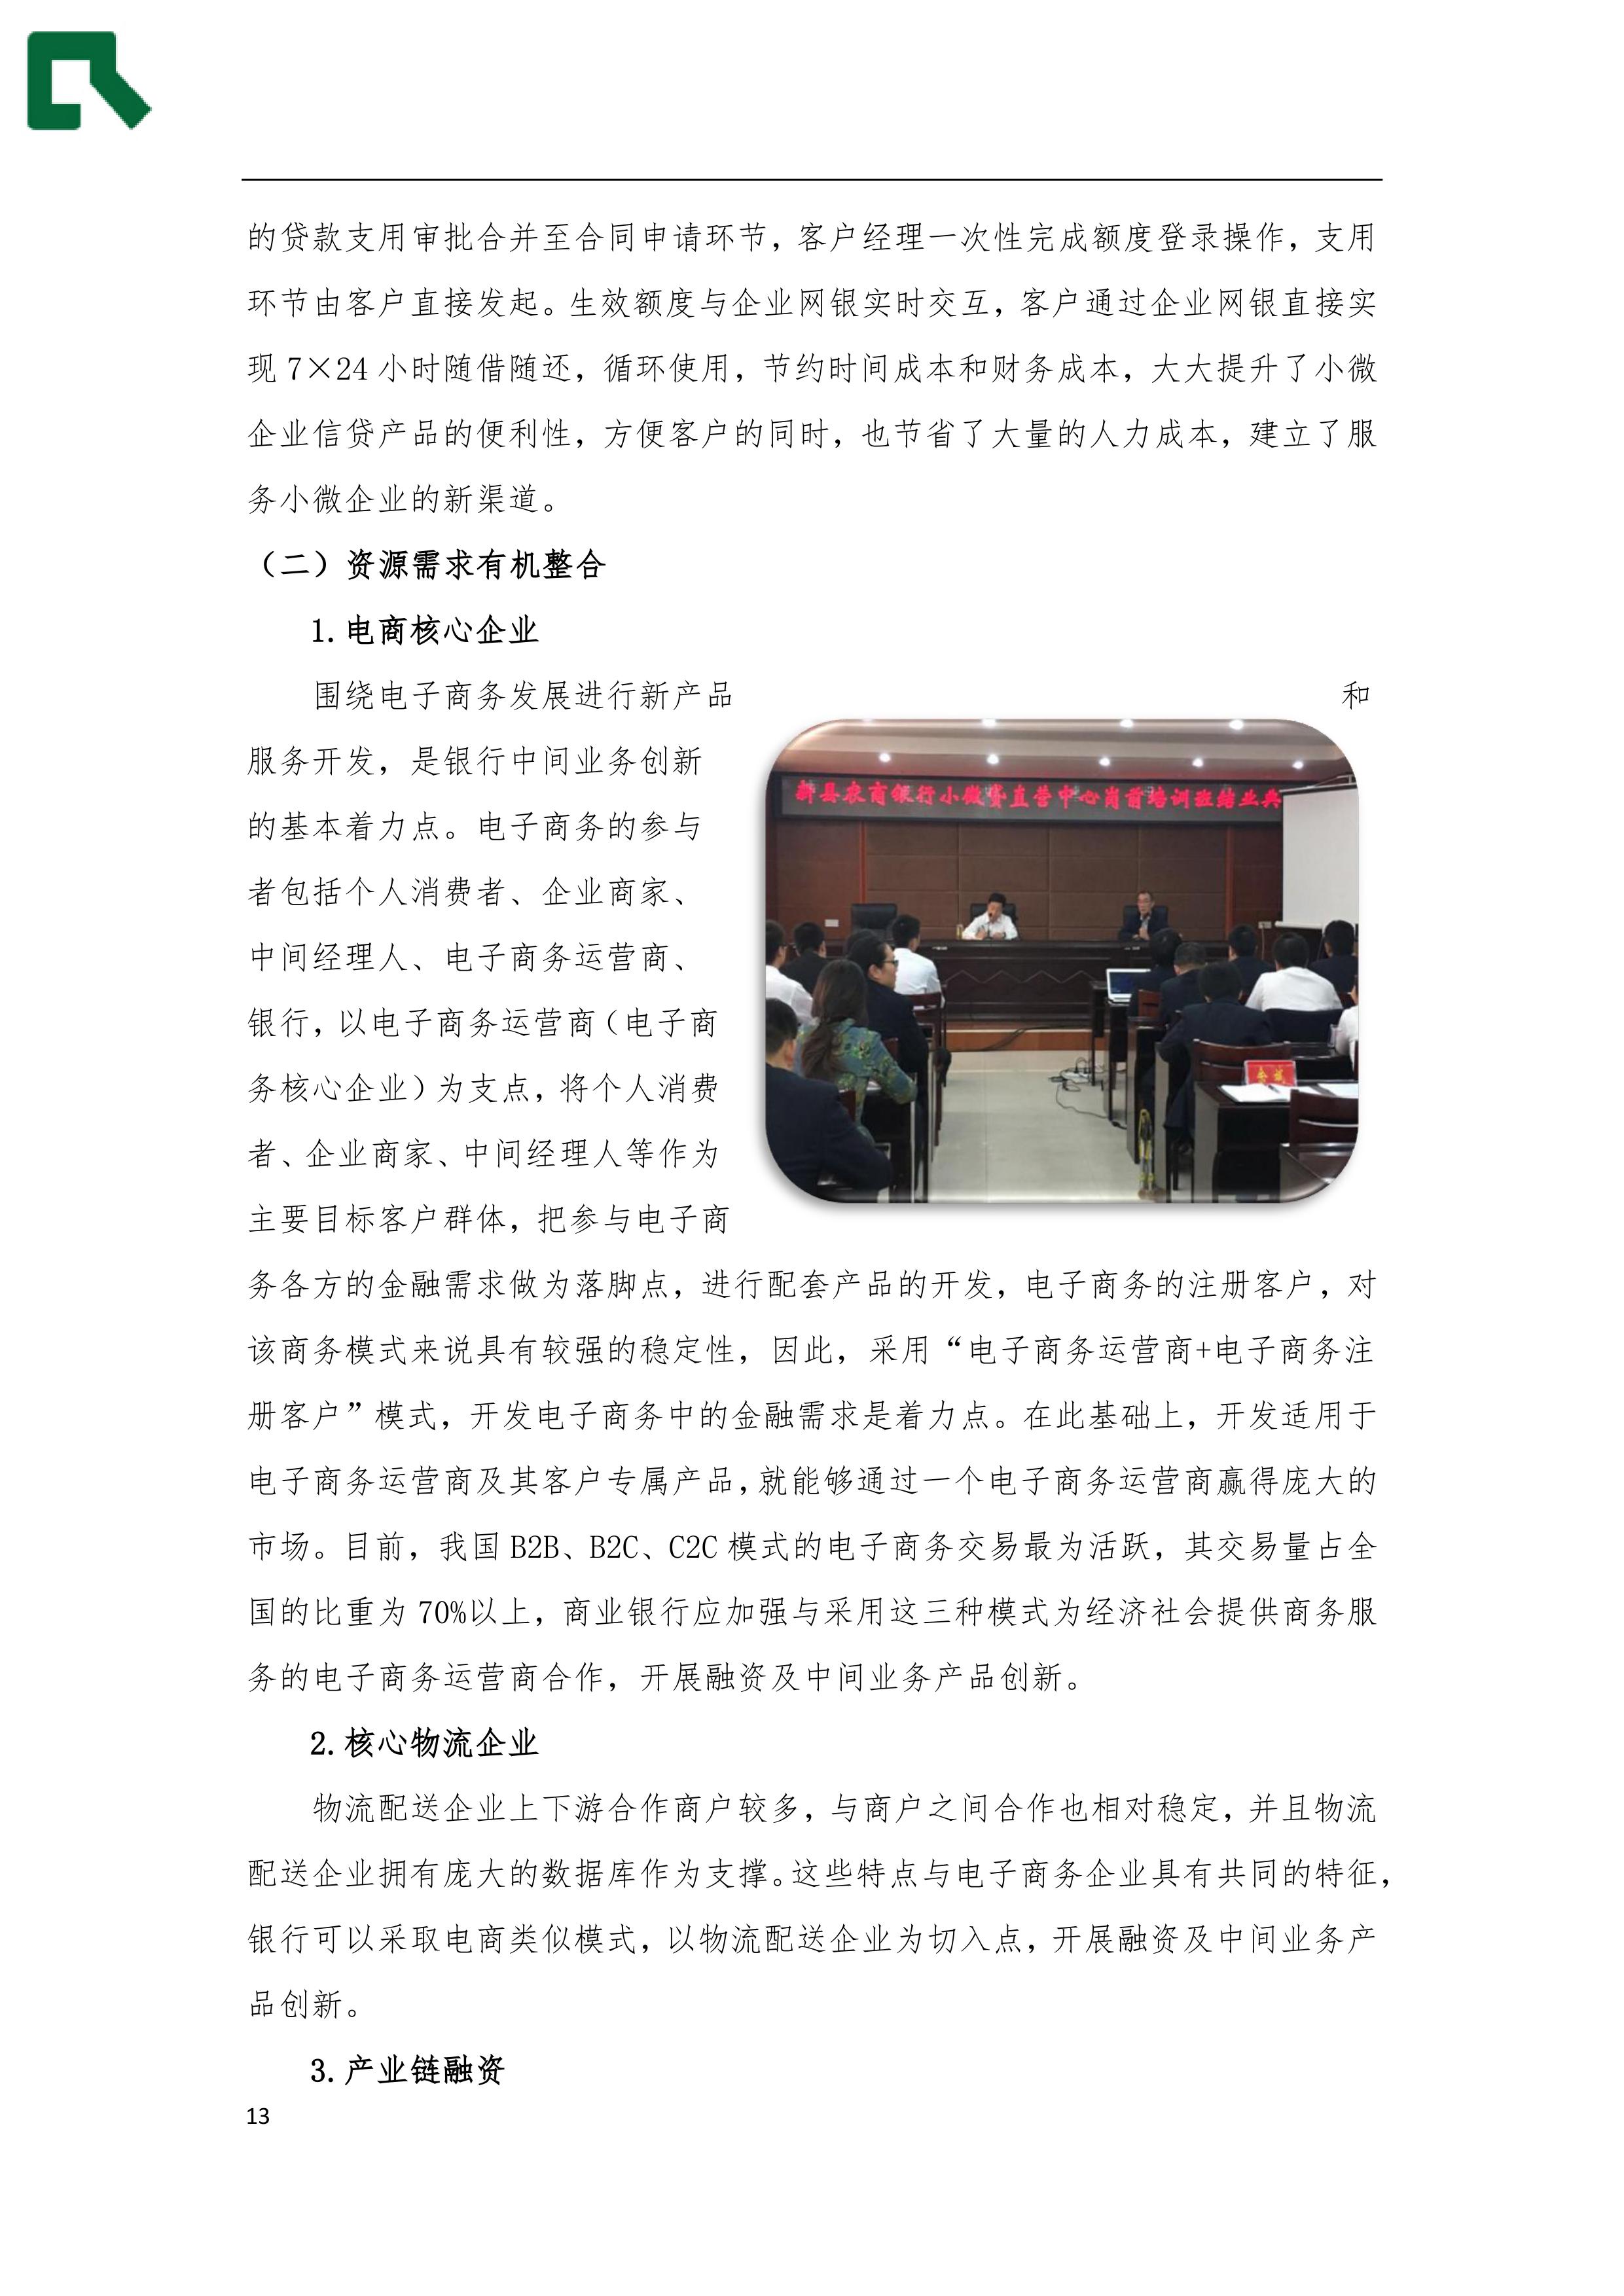 的贷款支用审批合并至合同申请环节，客户经理一次性完成额度登录操作，支用
环节由客户直接发起。生效额度与企业网银实时交互，客户通过企业网银直接实
现 7×24 小时随借随还，循环使用，节约时间成本和财务成本，大大提升了小微
企业信贷产品的便利性，方便客户的同时，也节省了大量的人力成本，建立了服
务小微企业的新渠道。
（二）资源需求有机整合
1.电商核心企业
围绕电子商务发展进行新产品 和
服务开发，是银行中间业务创新
的基本着力点。电子商务的参与
者包括个人消费者、企业商家、
中间经理人、电子商务运营商、
银行，以电子商务运营商（电子商
务核心企业）为支点，将个人消费
者、企业商家、中间经理人等作为
主要目标客户群体，把参与电子商
县农商银行小微贷直营中心岗前培训班结业典
务各方的金融需求做为落脚点，进行配套产品的开发，电子商务的注册客户，对
该商务模式来说具有较强的稳定性，因此，采用“电子商务运营商+电子商务注
册客户”模式，开发电子商务中的金融需求是着力点。在此基础上，开发适用于
电子商务运营商及其客户专属产品，就能够通过一个电子商务运营商赢得庞大的
市场。目前，我国 B2B、B2C、C2C 模式的电子商务交易最为活跃，其交易量占全
国的比重为 70%以上，商业银行应加强与采用这三种模式为经济社会提供商务服
务的电子商务运营商合作，开展融资及中间业务产品创新。
2.核心物流企业
物流配送企业上下游合作商户较多，与商户之间合作也相对稳定，并且物流
配送企业拥有庞大的数据库作为支撑。这些特点与电子商务企业具有共同的特征，
银行可以采取电商类似模式，以物流配送企业为切入点，开展融资及中间业务产
品创新。
3.产业链融资
13